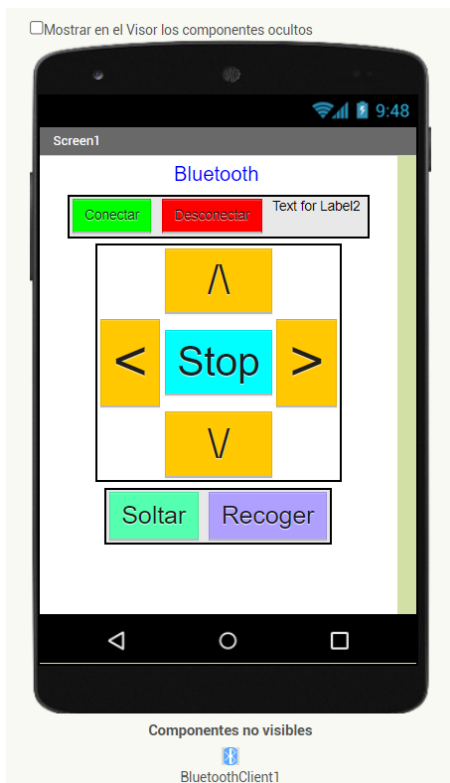 Mostrar en el Visor los componentes ocultos
9:48
Screen1
Bluetooth
Conectar Desconectar Text for Label2
/\
< Stop >
\/
Soltar Recoger
Componentes no visibles
BluetoothClient1